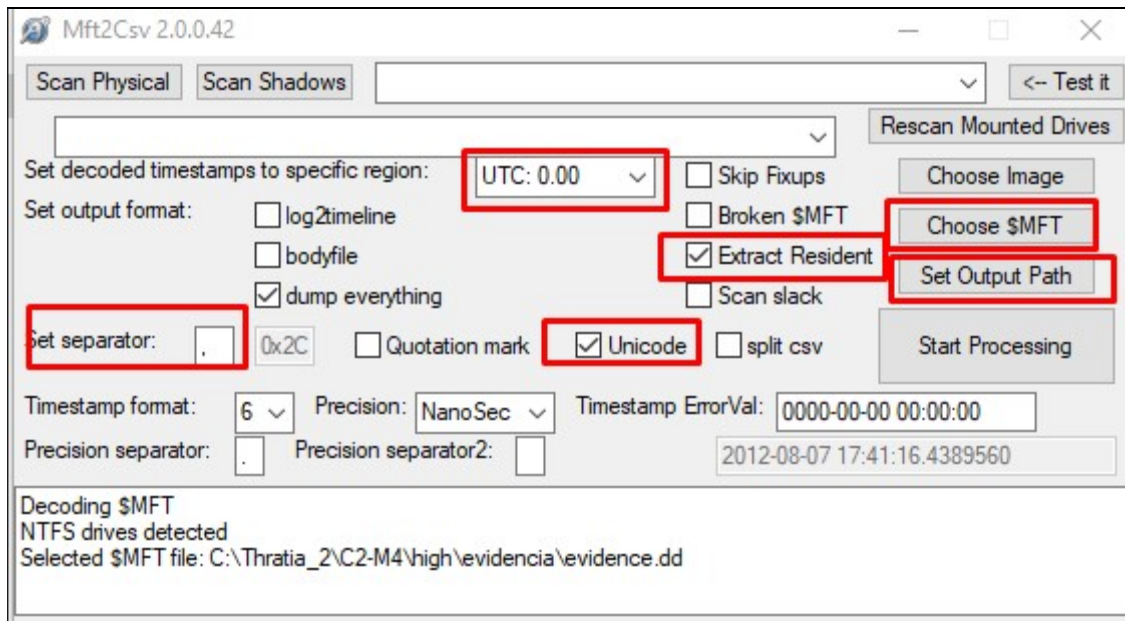 Mft2Csv 2.0.0.42
Scan Physical Scan Shadows <-- Test it
Rescan Mounted Drives
Set decoded timestamps to specific region: UTC: 0.00 Skip Fixups Choose Image
Set output format: log2timeline Broken $MFT Choose $MFT
bodyfile Extract Resident Set Output Path
dump everything Scan slack
Set separator: , 0x2C Quotation mark Unicode split csv Start Processing
Timestamp format: 6 Precision: NanoSec Timestamp ErrorVal: 0000-00-00 00:00:00
Precision separator: . Precision separator2: 2012-08-07 17:41:16.4389560
Decoding $MFT
NTFS drives detected
Selected $MFT file: C:\Thratia_2\C2-M4\high\evidencia\evidence.dd